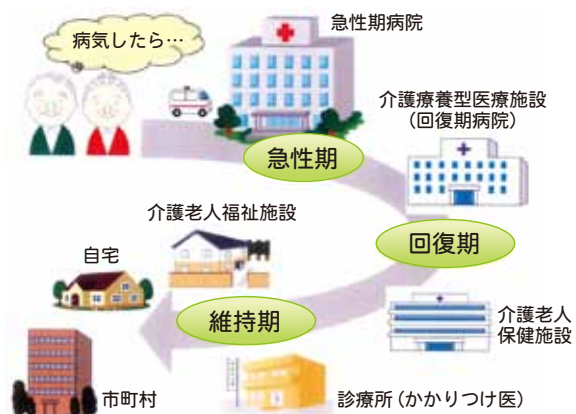 病気したら…
急性期病院
介護療養型医療施設
(回復期病院)
急性期
介護老人福祉施設
回復期
自宅
維持期
介護老人
保健施設
市町村
診療所(かかりつけ医)